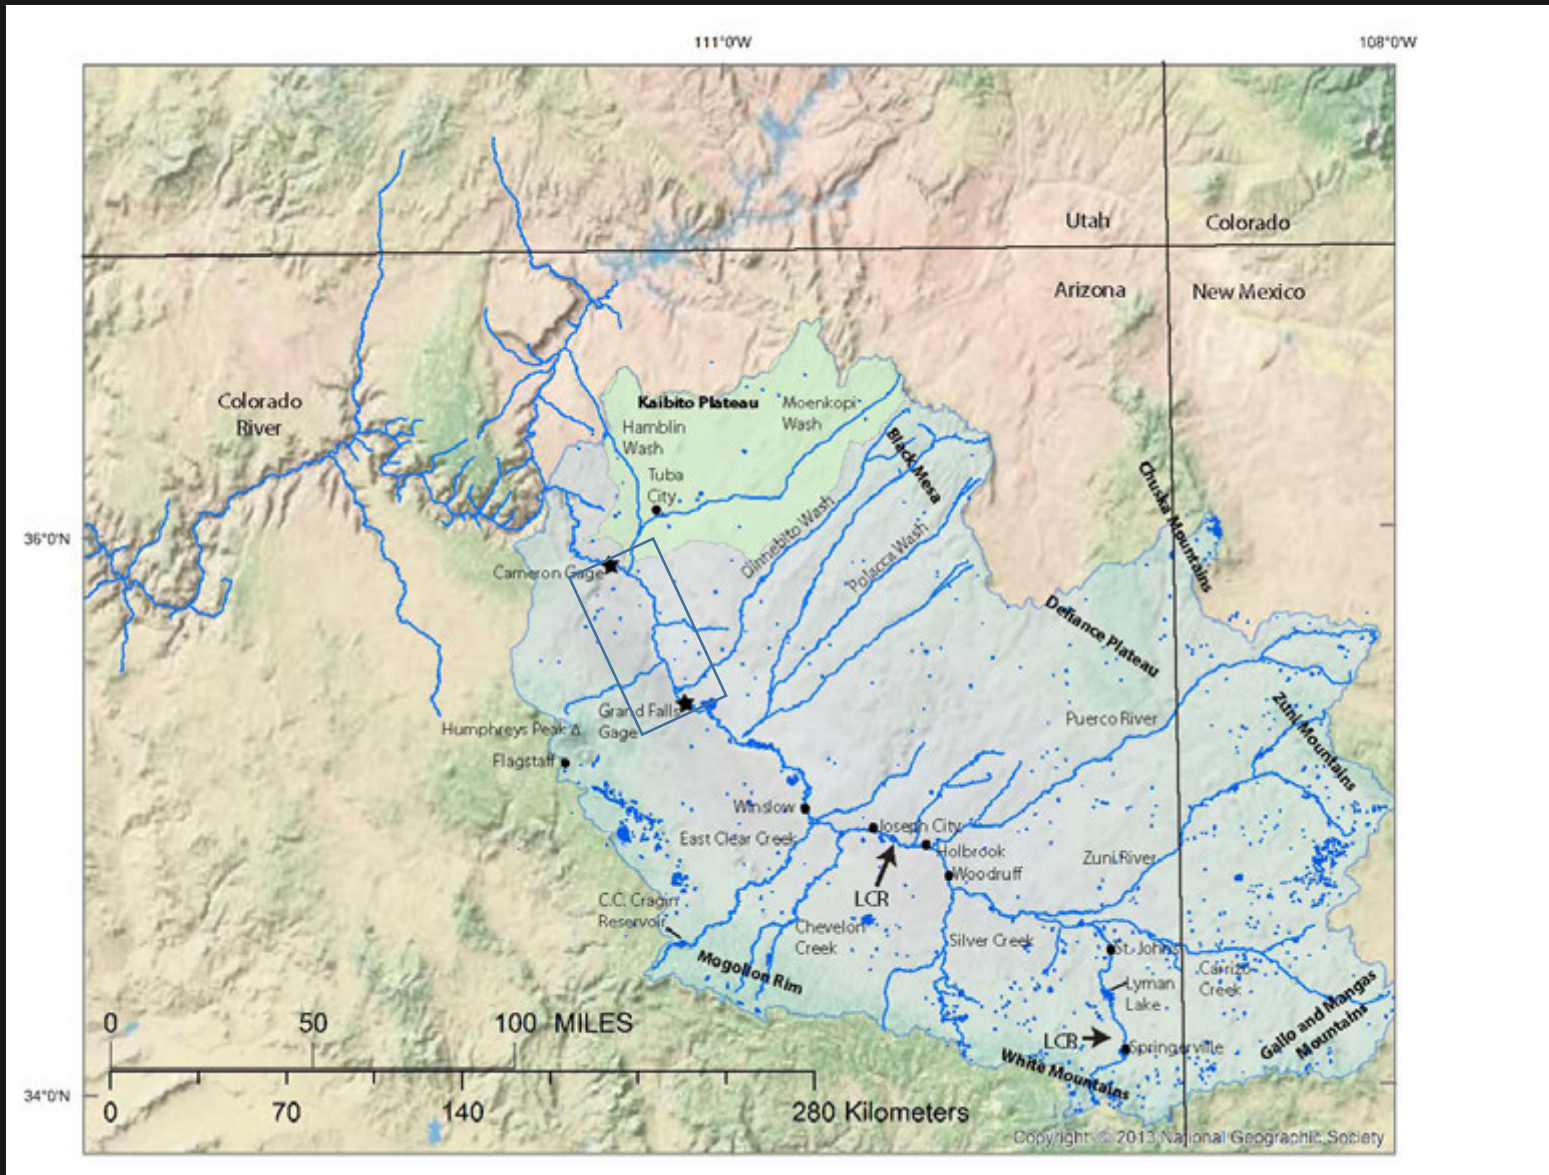 111°0'W
108°0'W
Utah
Colorado
Arizona
New Mexico
Colorado
River
Kaibito Plateau
Moenkopi
Wash
Hamblin
Wash
Black Mesa
Tuba
City
Chuska Mountains
36°0'N
Dinnebito Wash
Polacca Wash
Cameron Gage
Defiance Plateau
Grand Falls
Gage
Humphreys Peak Δ
Puerco River
Zuni Mountains
Flagstaff
Winslow
East Clear Creek
Joseph City
Holbrook
Woodruff
Zuni River
LCR
C.C. Cragin
Reservoir
Chevelon
Creek
Silver Creek
St. Johns
Mogollon Rim
Lyman
Lake
Carrizo
Creek
Gallo and Mangas
Mountains
LCR
Springerville
White Mountains
0 50 100 MILES
34°0'N
0 70 140 280 Kilometers
Copyright: © 2013 National Geographic Society